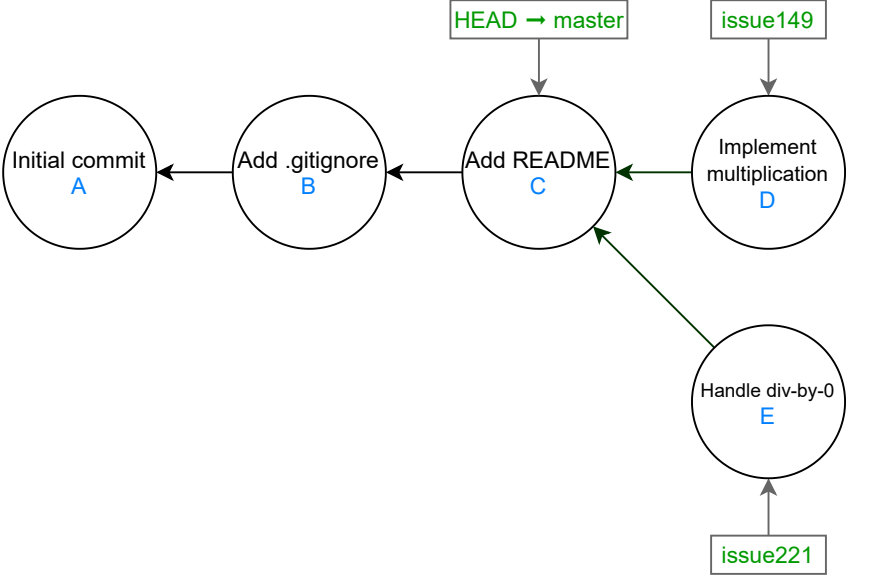 HEAD → master
issue149
Initial commit
A
Add .gitignore
B
Add README
C
Implement
multiplication
D
Handle div-by-0
E
issue221